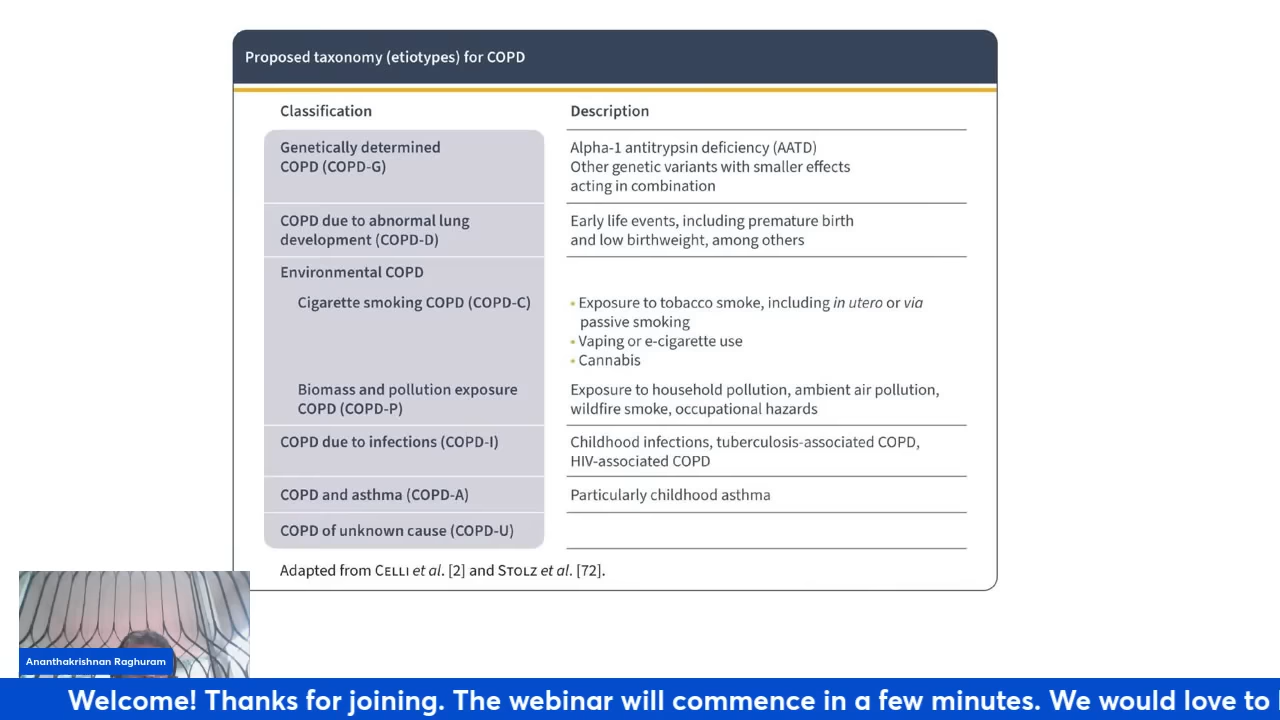 Proposed taxonomy (etiotypes) for COPD
Classification
Description
Genetically determined
COPD (COPD-G)
Alpha-1 antitrypsin deficiency (AATD)
Other genetic variants with smaller effects
acting in combination
COPD due to abnormal lung
development (COPD-D)
Early life events, including premature birth
and low birthweight, among others
Environmental COPD
Cigarette smoking COPD (COPD-C)
• Exposure to tobacco smoke, including in utero or via
passive smoking
• Vaping or e-cigarette use
• Cannabis
Biomass and pollution exposure
COPD (COPD-P)
Exposure to household pollution, ambient air pollution,
wildfire smoke, occupational hazards
COPD due to infections (COPD-I)
Childhood infections, tuberculosis-associated COPD,
HIV-associated COPD
COPD and asthma (COPD-A)
Particularly childhood asthma
COPD of unknown cause (COPD-U)
Adapted from CELLI et al. [2] and STOLZ et al. [72].
Ananthakrishnan Raghuram
Welcome! Thanks for joining. The webinar will commence in a few minutes. We would love to